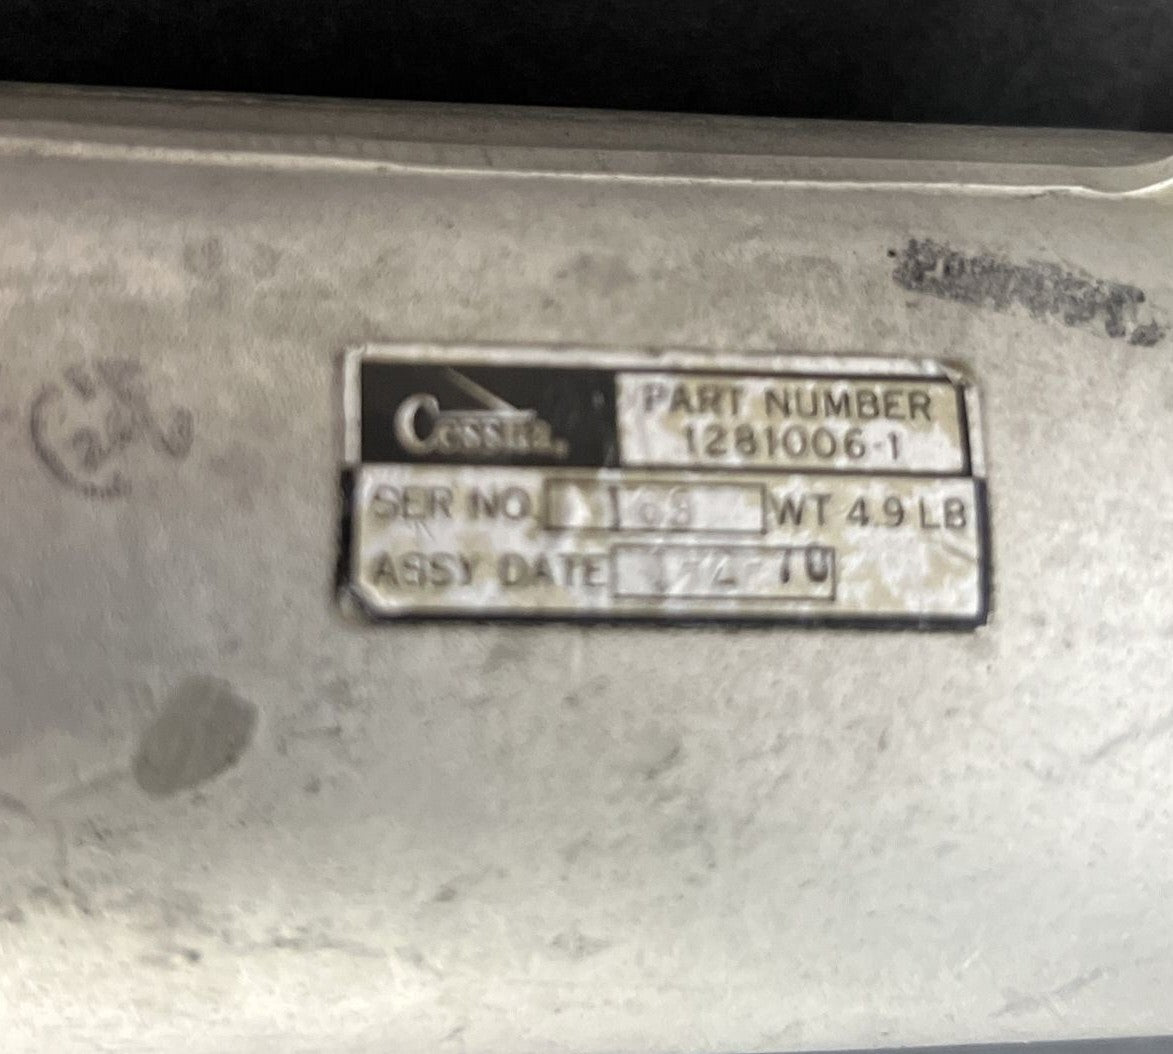 Cessna.
PART NUMBER
1281006-1
SER NO. WT 4.9 LB
ASSY DATE